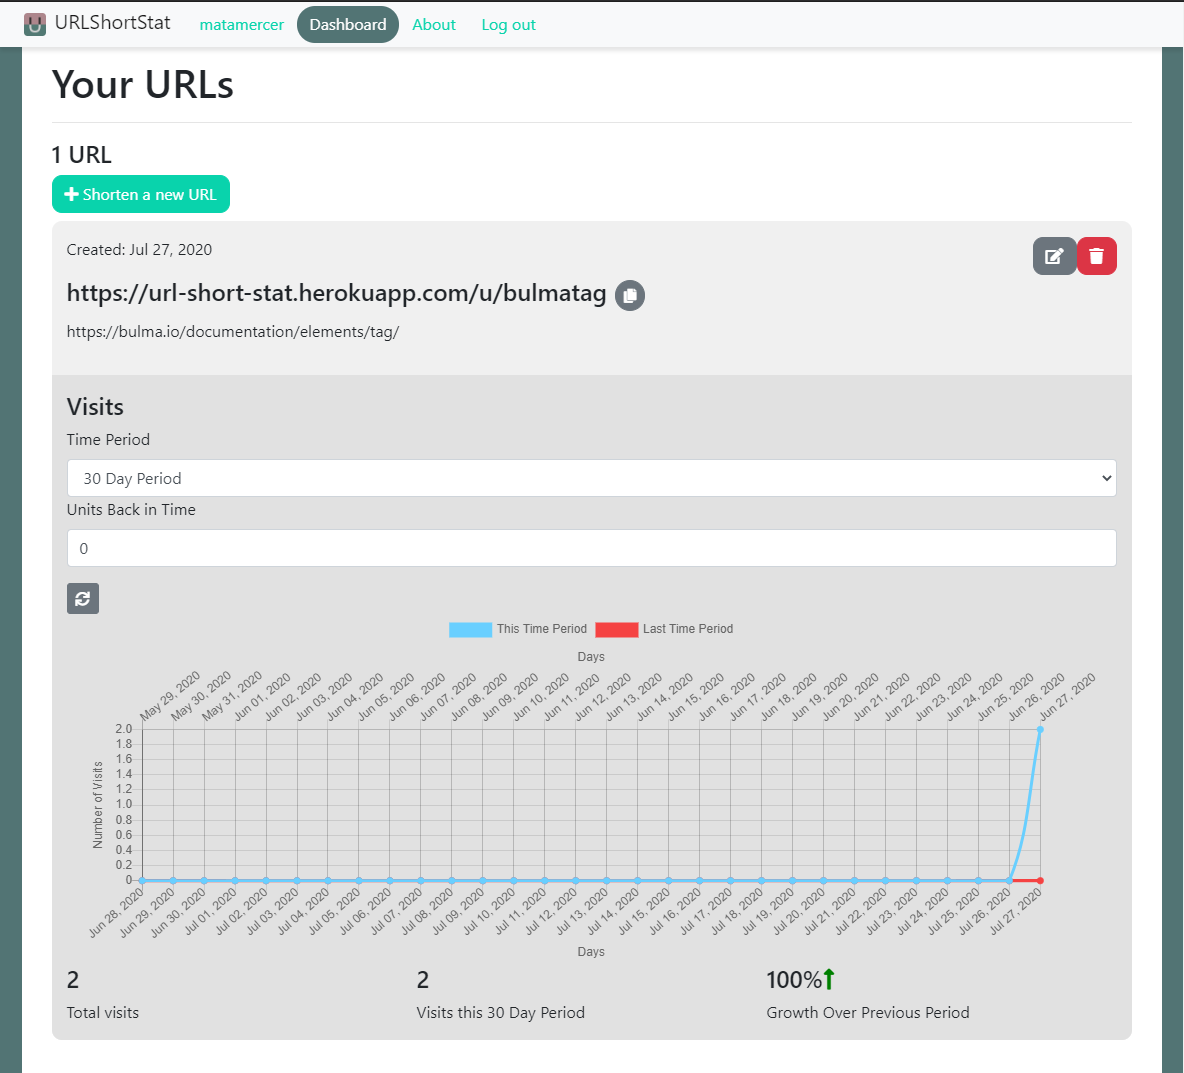 URLShortStat matamercer Dashboard About Log out
Your URLs
1 URL
Shorten a new URL
Created: Jul 27, 2020
https://url-short-stat.herokuapp.com/u/bulmatag
https://bulma.io/documentation/elements/tag/
Visits
Time Period
30 Day Period
Units Back in Time
0
This Time Period Last Time Period
Days
May 29, 2020 May 30, 2020 May 31, 2020 Jun 01, 2020 Jun 02, 2020 Jun 03, 2020 Jun 04, 2020 Jun 05, 2020 Jun 06, 2020 Jun 07, 2020 Jun 08, 2020 Jun 09, 2020 Jun 10, 2020 Jun 11, 2020 Jun 12, 2020 Jun 13, 2020 Jun 14, 2020 Jun 15, 2020 Jun 16, 2020 Jun 17, 2020 Jun 18, 2020 Jun 19, 2020 Jun 20, 2020 Jun 21, 2020 Jun 22, 2020 Jun 23, 2020 Jun 24, 2020 Jun 25, 2020 Jun 26, 2020 Jun 27, 2020
Number of Visits
2.0
1.8
1.6
1.4
1.2
1.0
0.8
0.6
0.4
0.2
0
Jun 28, 2020 Jun 29, 2020 Jun 30, 2020 Jul 01, 2020 Jul 02, 2020 Jul 03, 2020 Jul 04, 2020 Jul 05, 2020 Jul 06, 2020 Jul 07, 2020 Jul 08, 2020 Jul 09, 2020 Jul 10, 2020 Jul 11, 2020 Jul 12, 2020 Jul 13, 2020 Jul 14, 2020 Jul 15, 2020 Jul 16, 2020 Jul 17, 2020 Jul 18, 2020 Jul 19, 2020 Jul 20, 2020 Jul 21, 2020 Jul 22, 2020 Jul 23, 2020 Jul 24, 2020 Jul 25, 2020 Jul 26, 2020 Jul 27, 2020
Days
2 2 100%
Total visits Visits this 30 Day Period Growth Over Previous Period